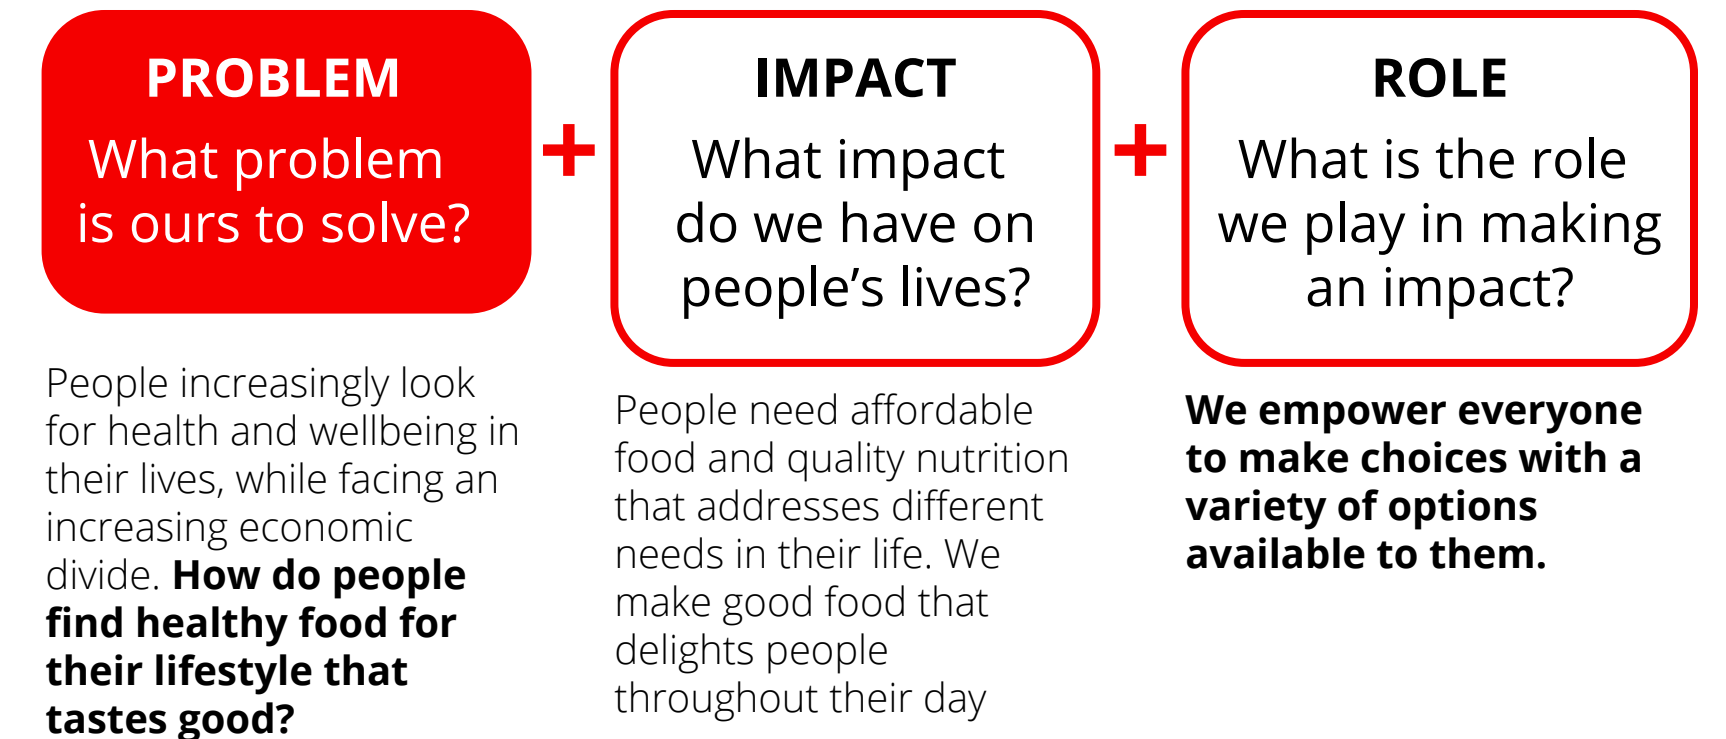 PROBLEM
What problem
is ours to solve?
People increasingly look
for health and wellbeing in
their lives, while facing an
increasing economic
divide. How do people
find healthy food for
their lifestyle that
tastes good?
+
IMPACT
What impact
do we have on
people’s lives?
People need affordable
food and quality nutrition
that addresses different
needs in their life. We
make good food that
delights people
throughout their day
+
ROLE
What is the role
we play in making
an impact?
We empower everyone
to make choices with a
variety of options
available to them.